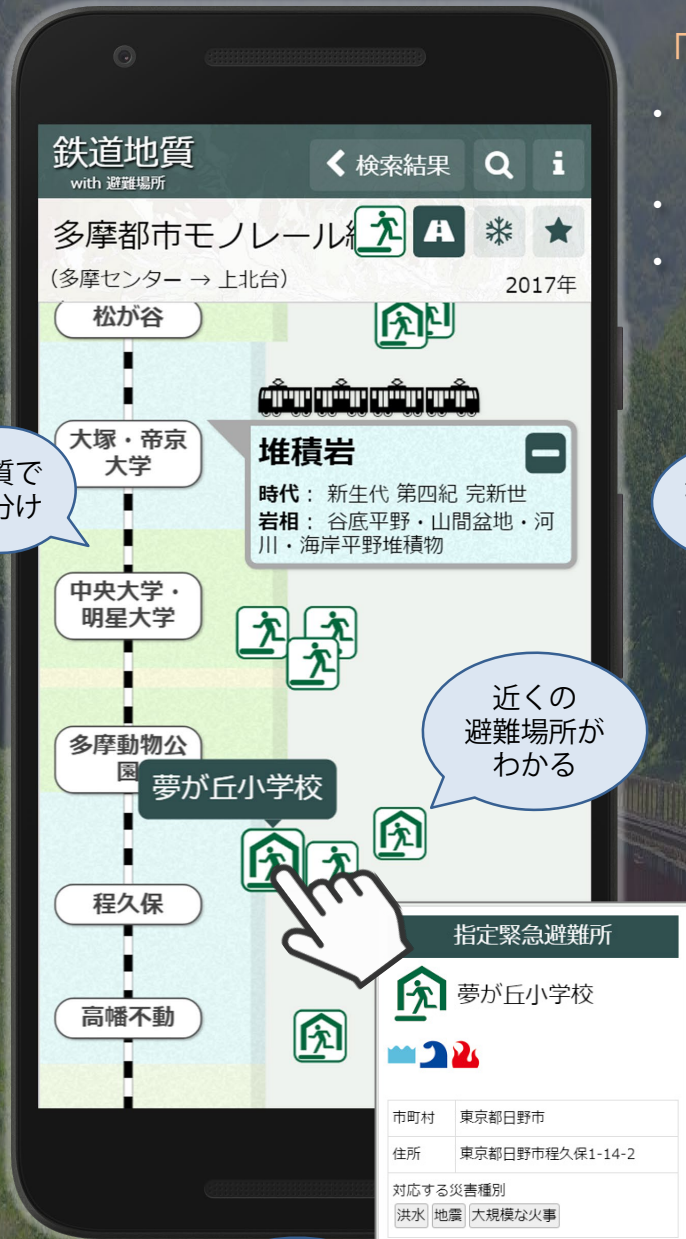 「
•
•
•
鉄道地質
with 避難場所
検索結果
i
多摩都市モノレール
(多摩センター → 上北台)
2017年
松が谷
大塚・帝京
大学
堆積岩
時代： 新生代 第四紀 完新世
岩相： 谷底平野・山間盆地・河
川・海岸平野堆積物
質で
分け
中央大学・
明星大学
近くの
避難場所が
わかる
多摩動物公
園
夢が丘小学校
程久保
高幡不動
指定緊急避難所
夢が丘小学校
市町村 東京都日野市
住所 東京都日野市程久保1-14-2
対応する災害種別
洪水 地震 大規模な火事